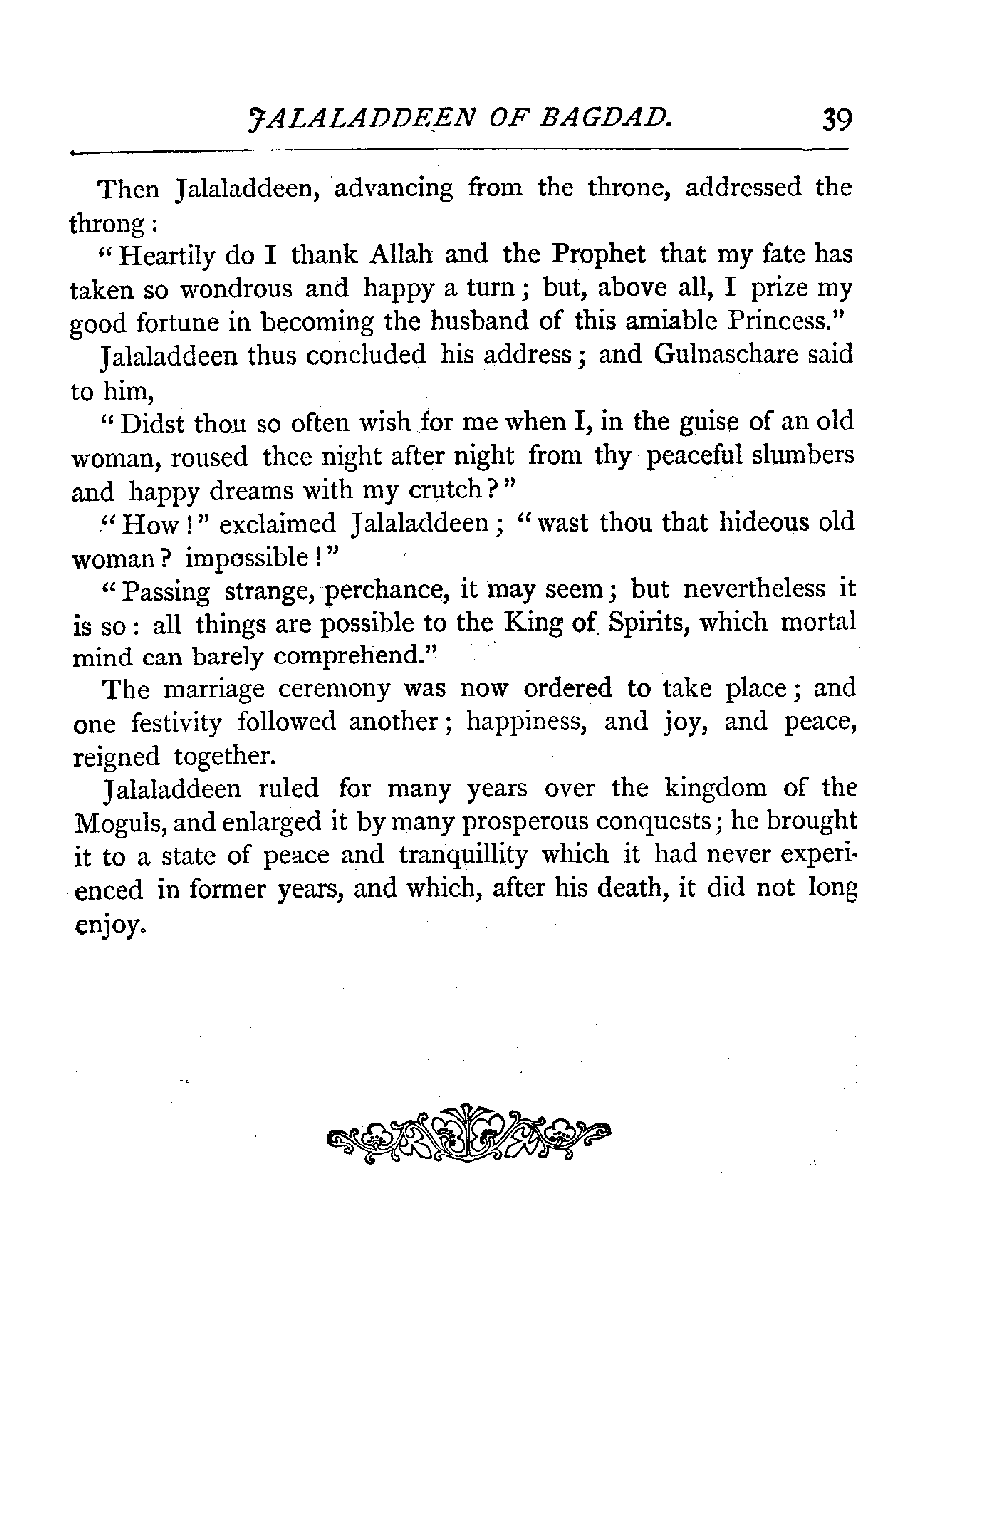 JALALADDEEN OF BAGDAD. 39
Then Jalaladdeen, advancing from the throne, addressed the
throng :
“ Heartily do I thank Allah and the Prophet that my fate has
taken so wondrous and happy a turn ; but, above all, I prize my
good fortune in becoming the husband of this amiable Princess.”
Jalaladdeen thus concluded his address ; and Gulnaschare said
to him,
“ Didst thou so often wish for me when I, in the guise of an old
woman, roused thee night after night from thy peaceful slumbers
and happy dreams with my crutch ? ”
“ How ! ” exclaimed Jalaladdeen ; “ wast thou that hideous old
woman ? impossible ! ”
“ Passing strange, perchance, it may seem ; but nevertheless it
is so : all things are possible to the King of Spirits, which mortal
mind can barely comprehend.”
The marriage ceremony was now ordered to take place ; and
one festivity followed another ; happiness, and joy, and peace,
reigned together.
Jalaladdeen ruled for many years over the kingdom of the
Moguls, and enlarged it by many prosperous conquests ; he brought
it to a state of peace and tranquillity which it had never experi-
enced in former years, and which, after his death, it did not long
enjoy.